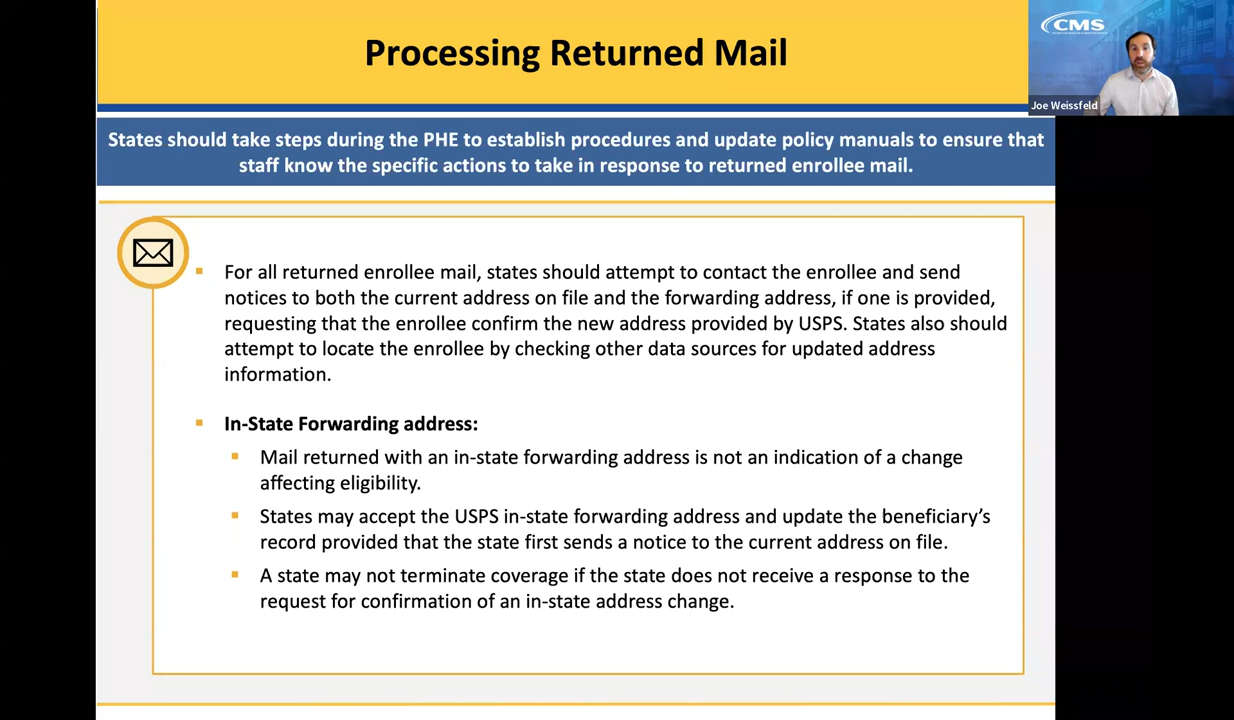 Processing Returned Mail
CMS
Joe Weissfeld
States should take steps during the PHE to establish procedures and update policy manuals to ensure that
staff know the specific actions to take in response to returned enrollee mail.
▪ For all returned enrollee mail, states should attempt to contact the enrollee and send
notices to both the current address on file and the forwarding address, if one is provided,
requesting that the enrollee confirm the new address provided by USPS. States also should
attempt to locate the enrollee by checking other data sources for updated address
information.
▪ In-State Forwarding address:
▪ Mail returned with an in-state forwarding address is not an indication of a change
affecting eligibility.
▪ States may accept the USPS in-state forwarding address and update the beneficiary’s
record provided that the state first sends a notice to the current address on file.
▪ A state may not terminate coverage if the state does not receive a response to the
request for confirmation of an in-state address change.